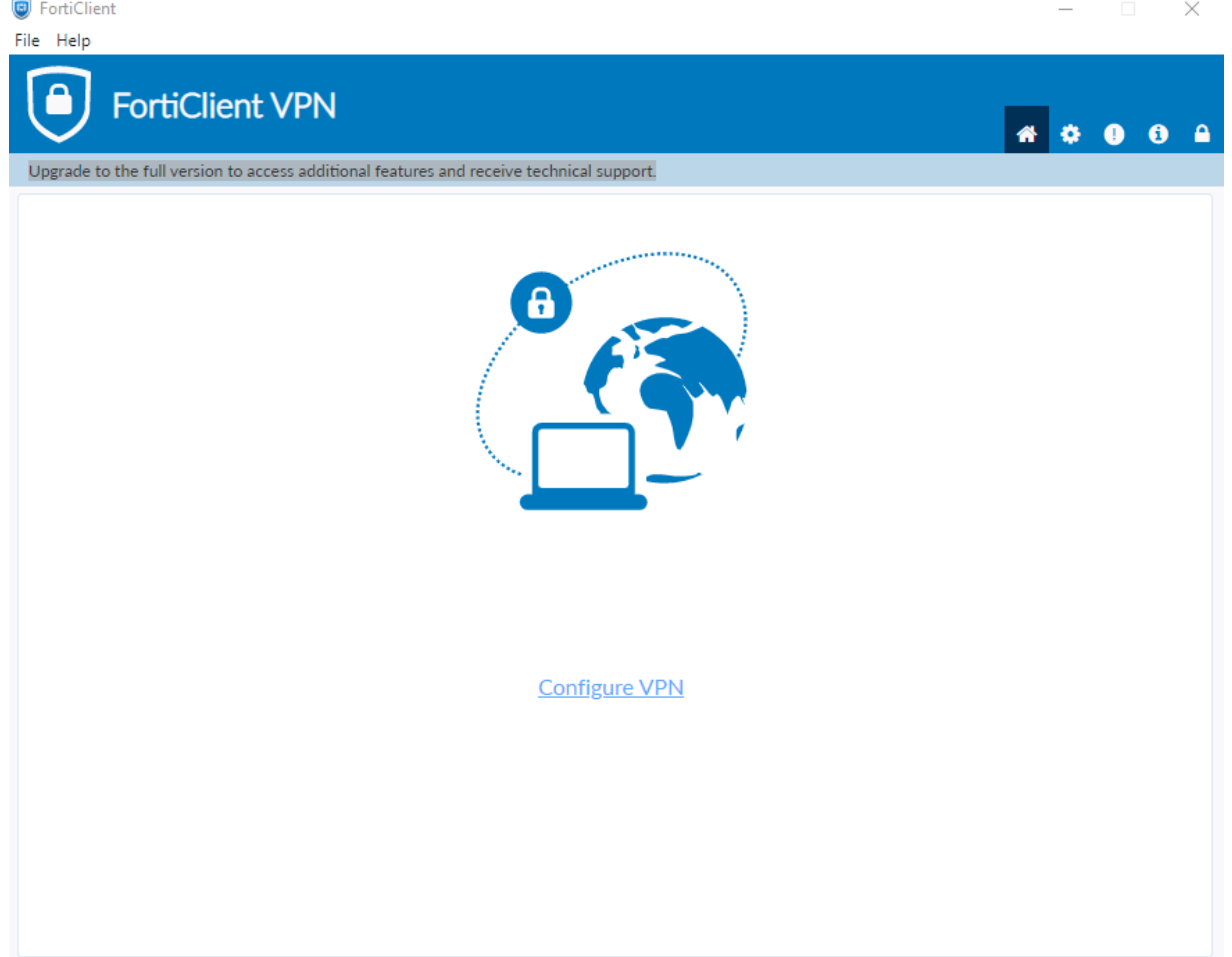 FortiClient
File Help
FortiClient VPN
Upgrade to the full version to access additional features and receive technical support.
Configure VPN